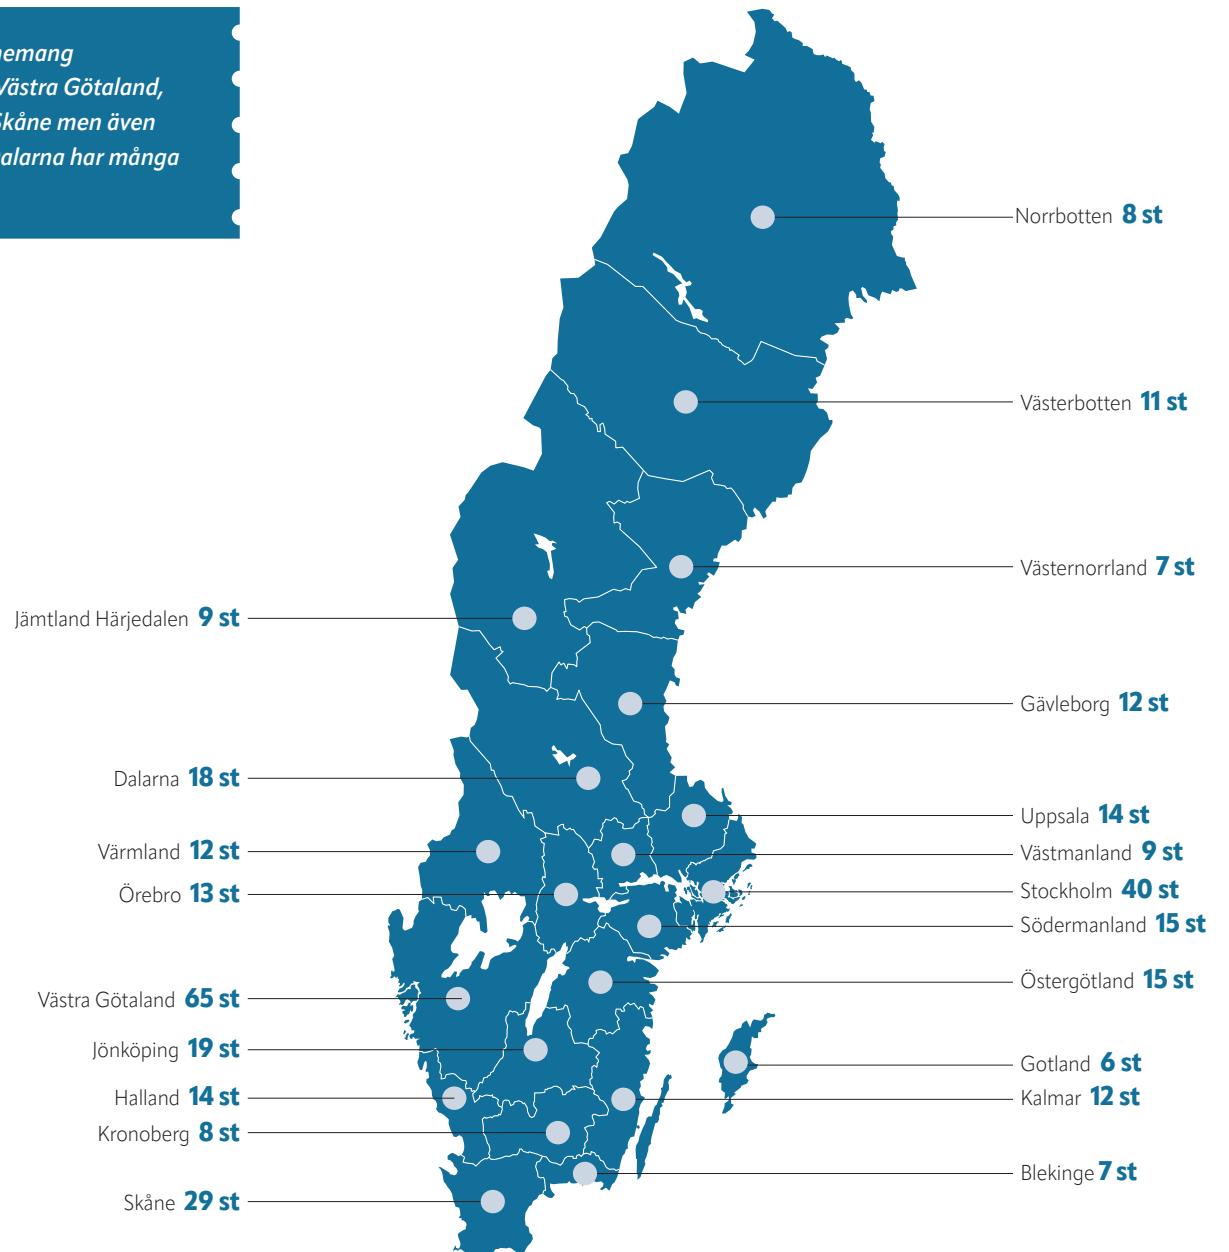 Västra Götaland,
Skåne men även
har många
Norrbotten 8 st
Västerbotten 11 st
Västernorrland 7 st
Jämtland Härjedalen 9 st
Gävleborg 12 st
Dalarna 18 st
Uppsala 14 st
Värmland 12 st
Västmanland 9 st
Örebro 13 st
Stockholm 40 st
Södermanland 15 st
Östergötland 15 st
Västra Götaland 65 st
Jönköping 19 st
Gotland 6 st
Halland 14 st
Kalmar 12 st
Kronoberg 8 st
Blekinge 7 st
Skåne 29 st